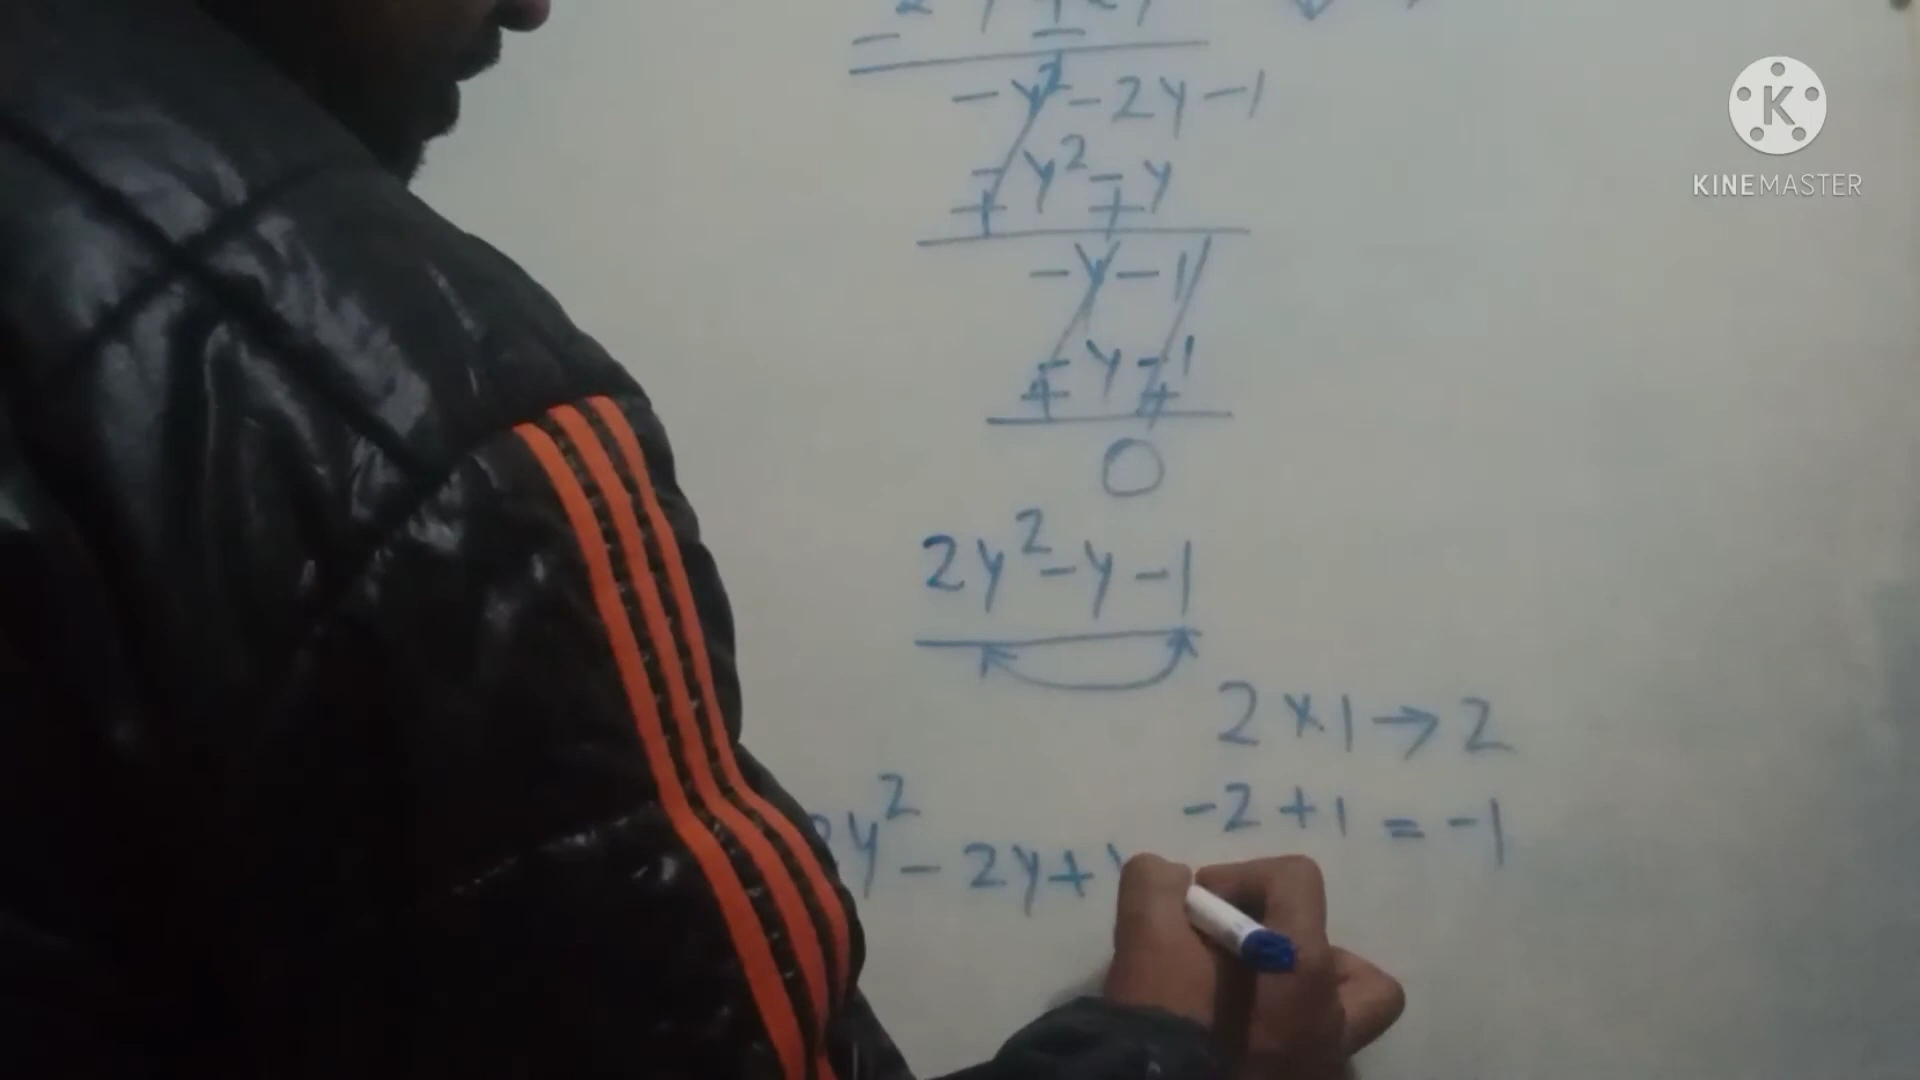 -y²-2y-1
-y²-y
+ +
-y-1
-y-1
+ +
0
2y²-y-1
2×1→2
-2+1=-1
y²-2y+
KINEMASTER